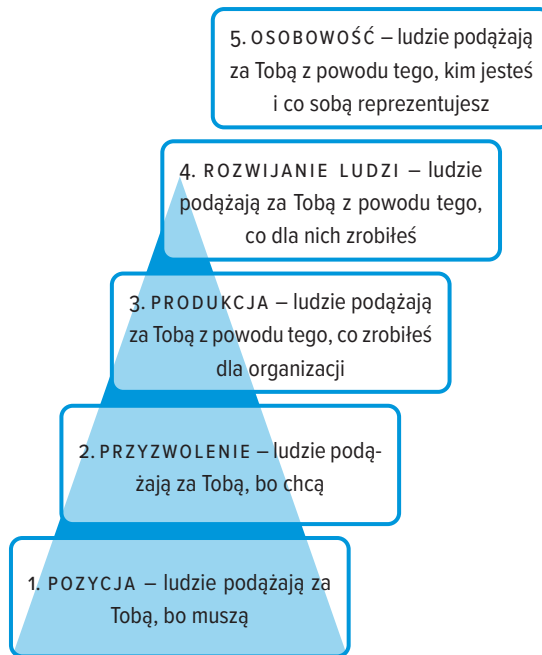 5. OSOBOWOŚĆ – ludzie podążają
za Tobą z powodu tego, kim jesteś
i co sobą reprezentujesz
4. ROZWIJANIE LUDZI – ludzie
podążają za Tobą z powodu tego,
co dla nich zrobiłeś
3. PRODUKCJA – ludzie podążają
za Tobą z powodu tego, co zrobiłeś
dla organizacji
2. PRZYZWOLENIE – ludzie podą-
żają za Tobą, bo chcą
1. POZYCJA – ludzie podążają za
Tobą, bo muszą